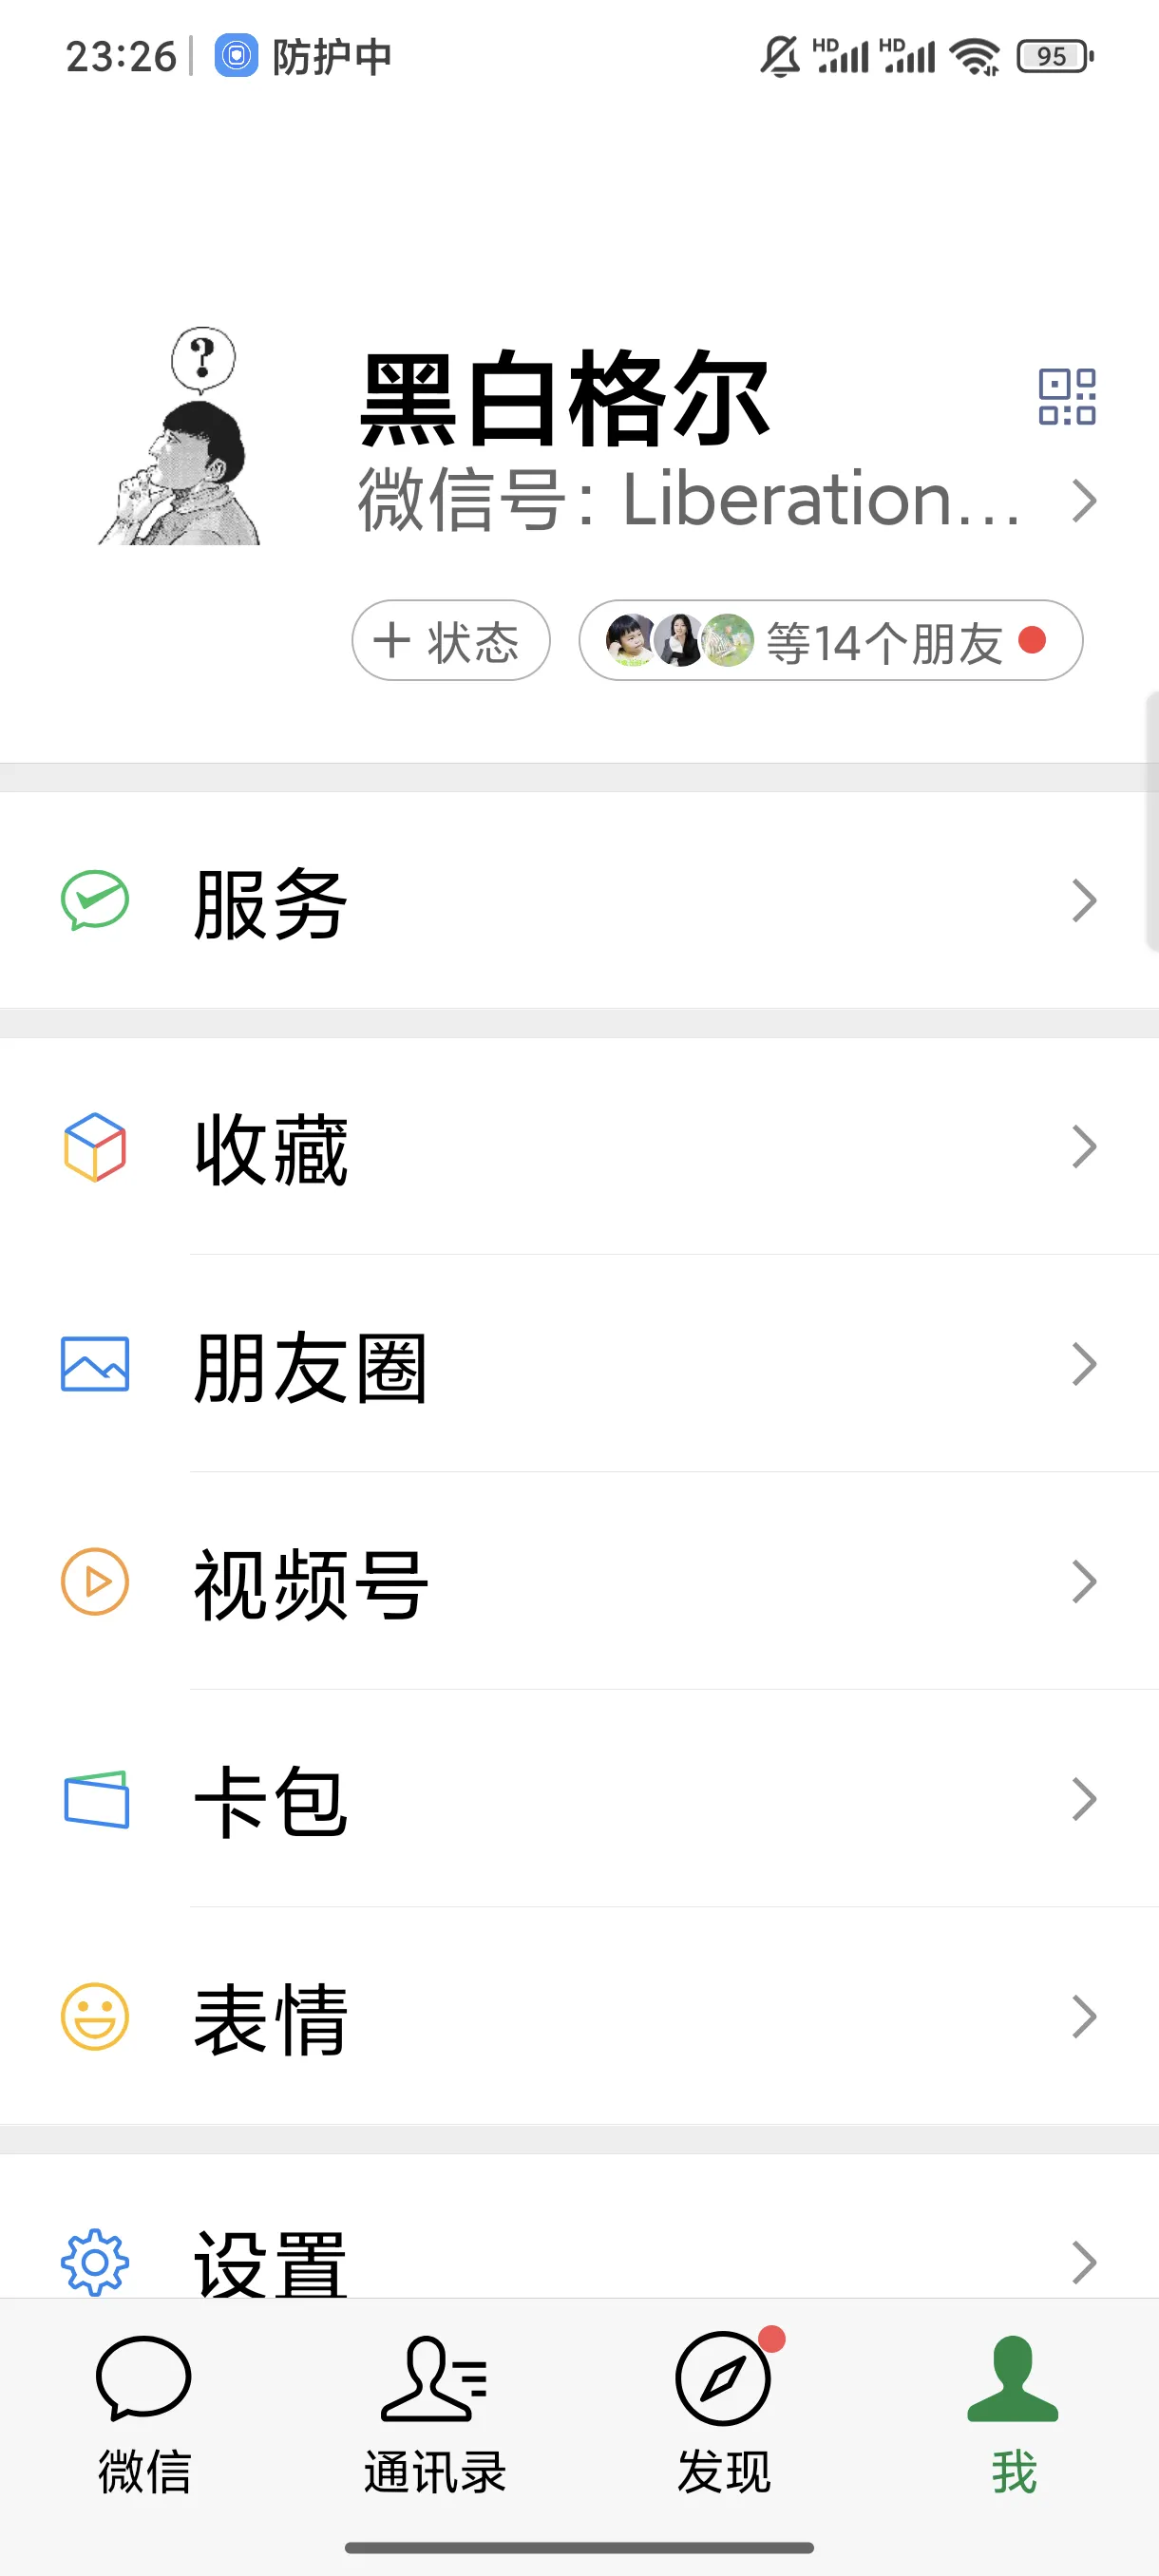 23:26 防护中 HD HD 95
?
黑白格尔
微信号：Liberation...
+ 状态 等14个朋友
服务
收藏
朋友圈
视频号
卡包
表情
设置
微信 通讯录 发现 我